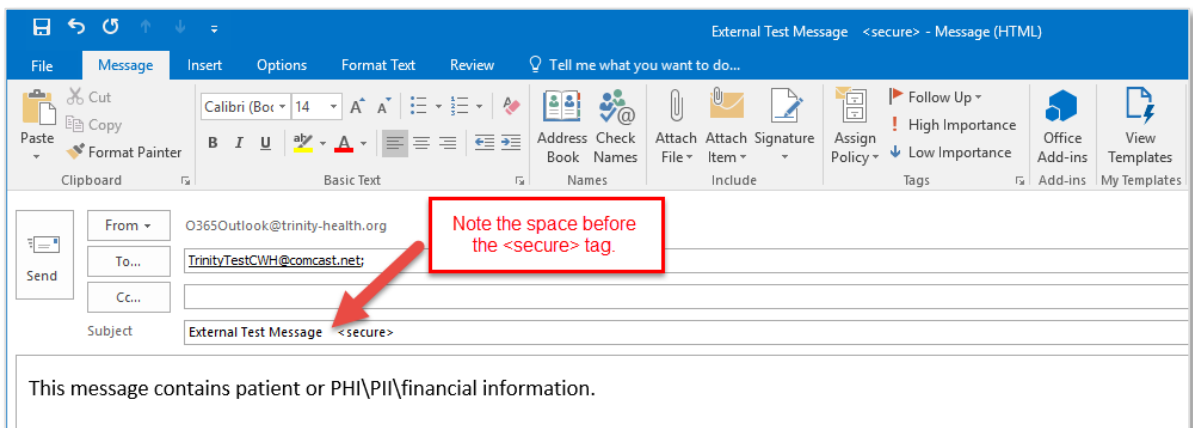 External Test Message   <secure> - Message (HTML)
File Message Insert Options Format Text Review Tell me what you want to do...
Cut
Copy
Format Painter
Paste
Clipboard
Calibri (Boc 14 A A
B I U aby A
Basic Text
Address Book
Check Names
Names
Attach File
Attach Item
Signature
Include
Assign Policy
Follow Up
High Importance
Low Importance
Tags
Office Add-ins
Add-ins
View Templates
My Templates
Send
From O365Outlook@trinity-health.org
To... TrinityTestCWH@comcast.net;
Cc...
Subject External Test Message   <secure>
Note the space before
the <secure> tag.
This message contains patient or PHI\PII\financial information.